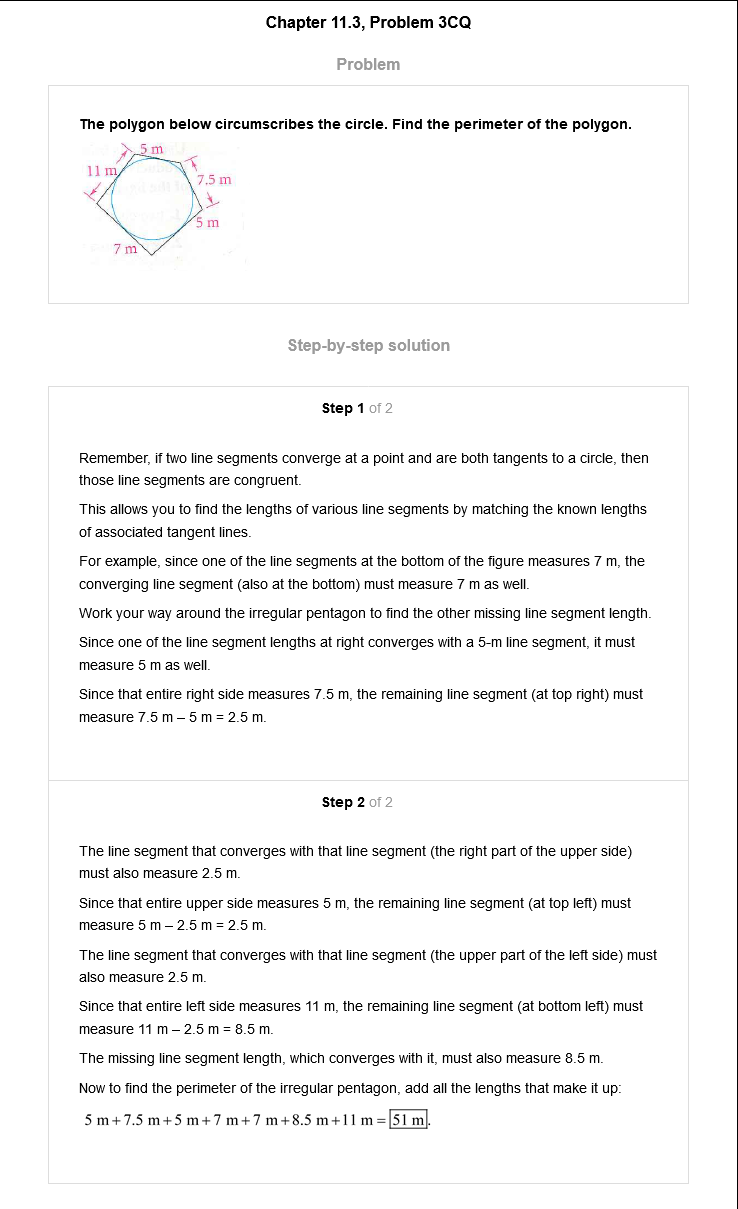 Chapter 11.3, Problem 3CQ
Problem
The polygon below circumscribes the circle. Find the perimeter of the polygon.
5 m
11 m
7.5 m
5 m
7 m
Step-by-step solution
Step 1 of 2
Remember, if two line segments converge at a point and are both tangents to a circle, then
those line segments are congruent.
This allows you to find the lengths of various line segments by matching the known lengths
of associated tangent lines.
For example, since one of the line segments at the bottom of the figure measures 7 m, the
converging line segment (also at the bottom) must measure 7 m as well.
Work your way around the irregular pentagon to find the other missing line segment length.
Since one of the line segment lengths at right converges with a 5-m line segment, it must
measure 5 m as well.
Since that entire right side measures 7.5 m, the remaining line segment (at top right) must
measure 7.5 m – 5 m = 2.5 m.
Step 2 of 2
The line segment that converges with that line segment (the right part of the upper side)
must also measure 2.5 m.
Since that entire upper side measures 5 m, the remaining line segment (at top left) must
measure 5 m – 2.5 m = 2.5 m.
The line segment that converges with that line segment (the upper part of the left side) must
also measure 2.5 m.
Since that entire left side measures 11 m, the remaining line segment (at bottom left) must
measure 11 m – 2.5 m = 8.5 m.
The missing line segment length, which converges with it, must also measure 8.5 m.
Now to find the perimeter of the irregular pentagon, add all the lengths that make it up:
5 m+7.5 m+5 m+7 m+7 m+8.5 m+11 m=51 m.